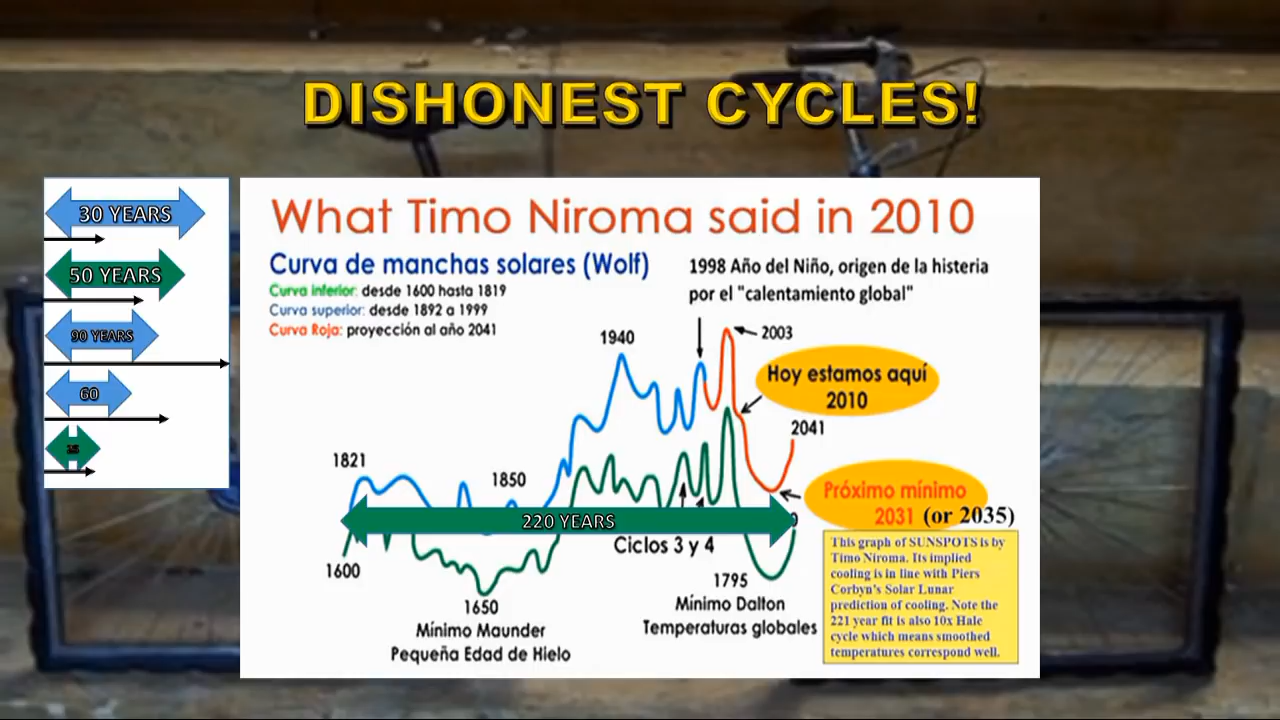 DISHONEST CYCLES!
30 YEARS
50 YEARS
90 YEARS
60
What Timo Niroma said in 2010
Curva de manchas solares (Wolf)
Curva inferior: desde 1600 hasta 1819
Curva superior: desde 1892 a 1999
Curva Roja: proyección al año 2041
1998 Año del Niño, origen de la histeria
por el "calentamiento global"
1940
2003
Hoy estamos aquí
2010
2041
1821
1850
Próximo mínimo
2031 (or 2035)
220 YEARS
Ciclos 3 y 4
1600
1650
Mínimo Maunder
Pequeña Edad de Hielo
1795
Mínimo Dalton
Temperaturas globales
This graph of SUNSPOTS is by
Timo Niroma. Its implied
cooling is in line with Piers
Corbyn's Solar Lunar
prediction of cooling. Note the
221 year fit is also 10x Hale
cycle which means smoothed
temperatures correspond well.